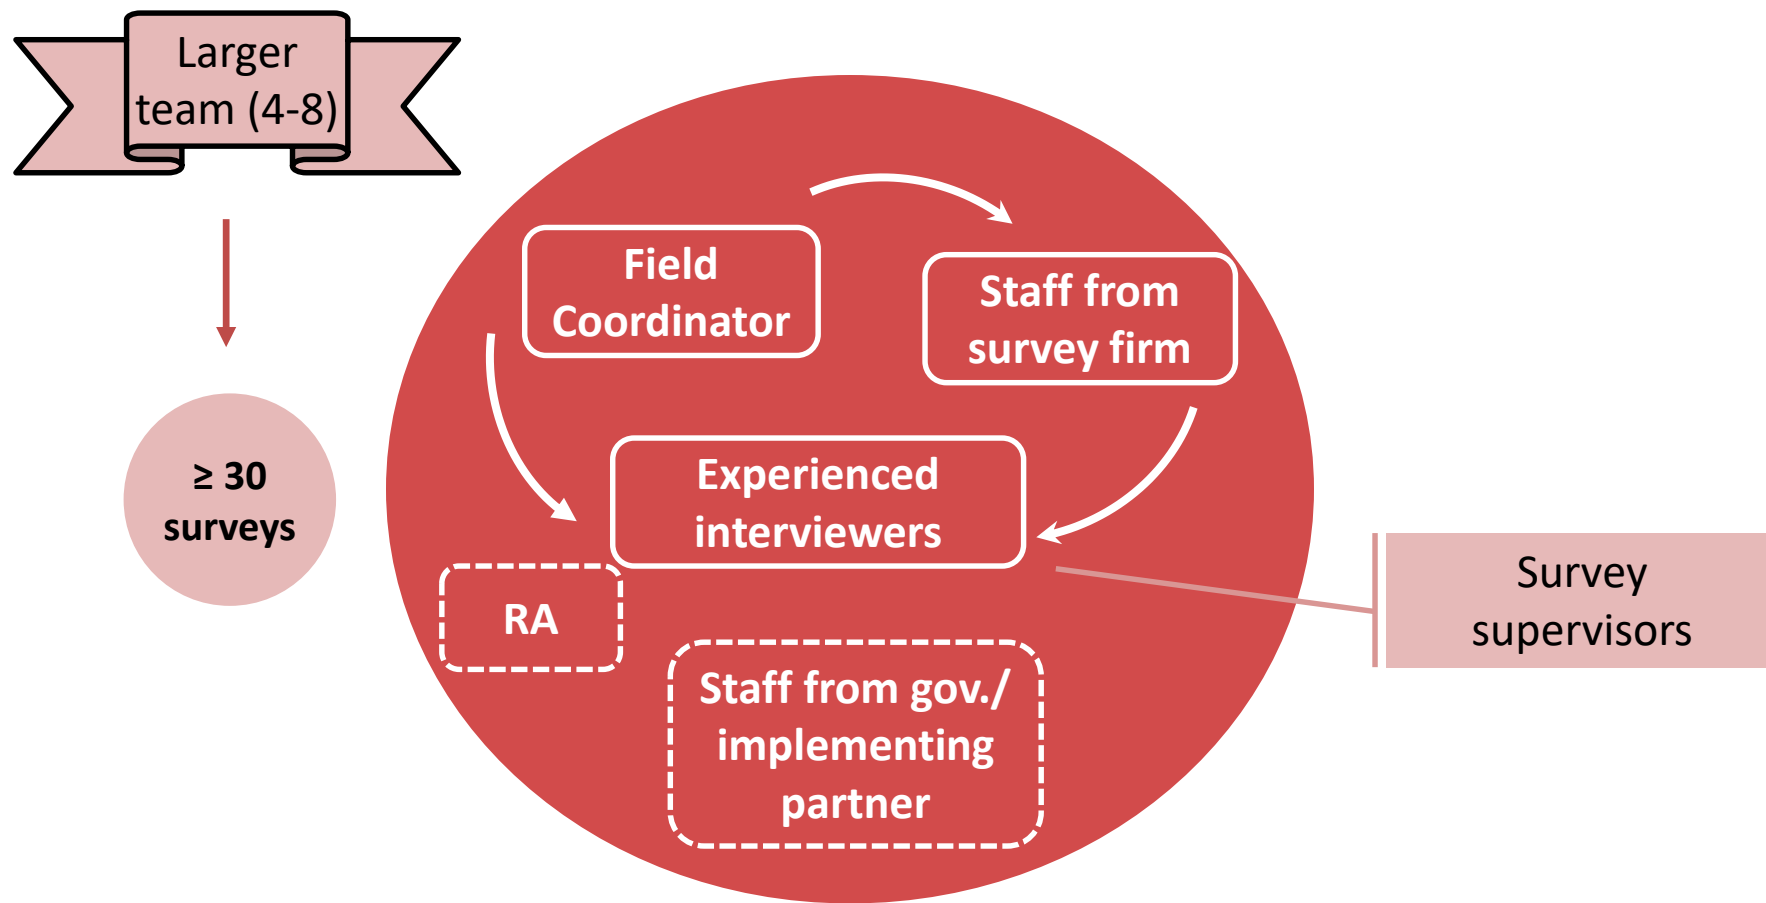 Larger
team (4-8)
≥ 30
surveys
Field
Coordinator
Staff from
survey firm
Experienced
interviewers
RA
Staff from gov./
implementing
partner
Survey
supervisors